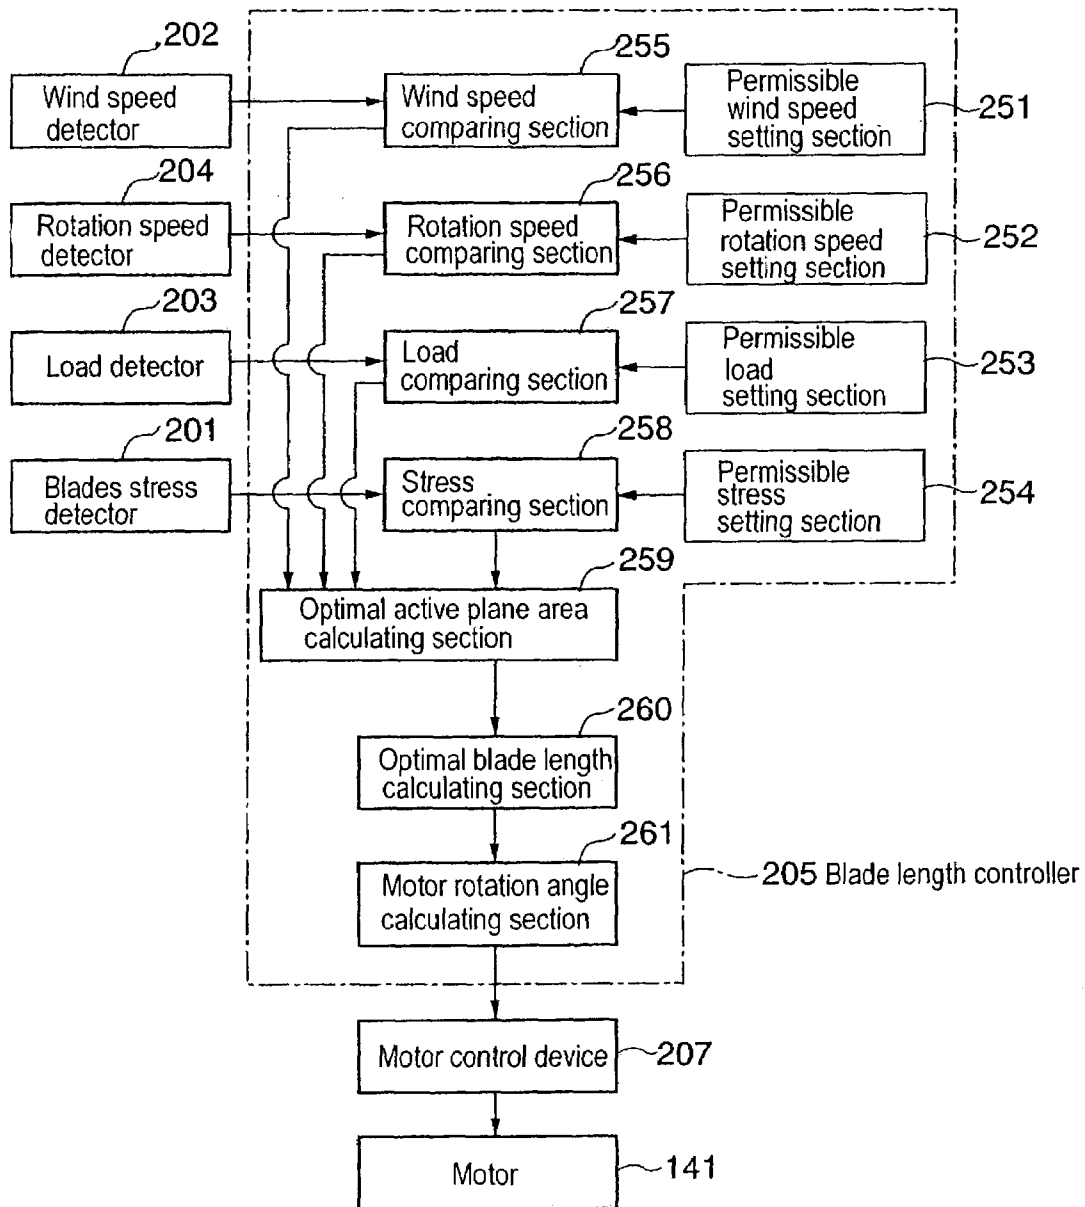 202
255
Wind speed
detector
Wind speed
comparing section
Permissible
wind speed
setting section
251
204
256
Rotation speed
detector
Rotation speed
comparing section
Permissible
rotation speed
setting section
252
203
257
Load detector
Load
comparing section
Permissible
load
setting section
253
201
258
Blades stress
detector
Stress
comparing section
Permissible
stress
setting section
254
259
Optimal active plane area
calculating section
260
Optimal blade length
calculating section
261
Motor rotation angle
calculating section
205 Blade length controller
Motor control device
207
Motor
141